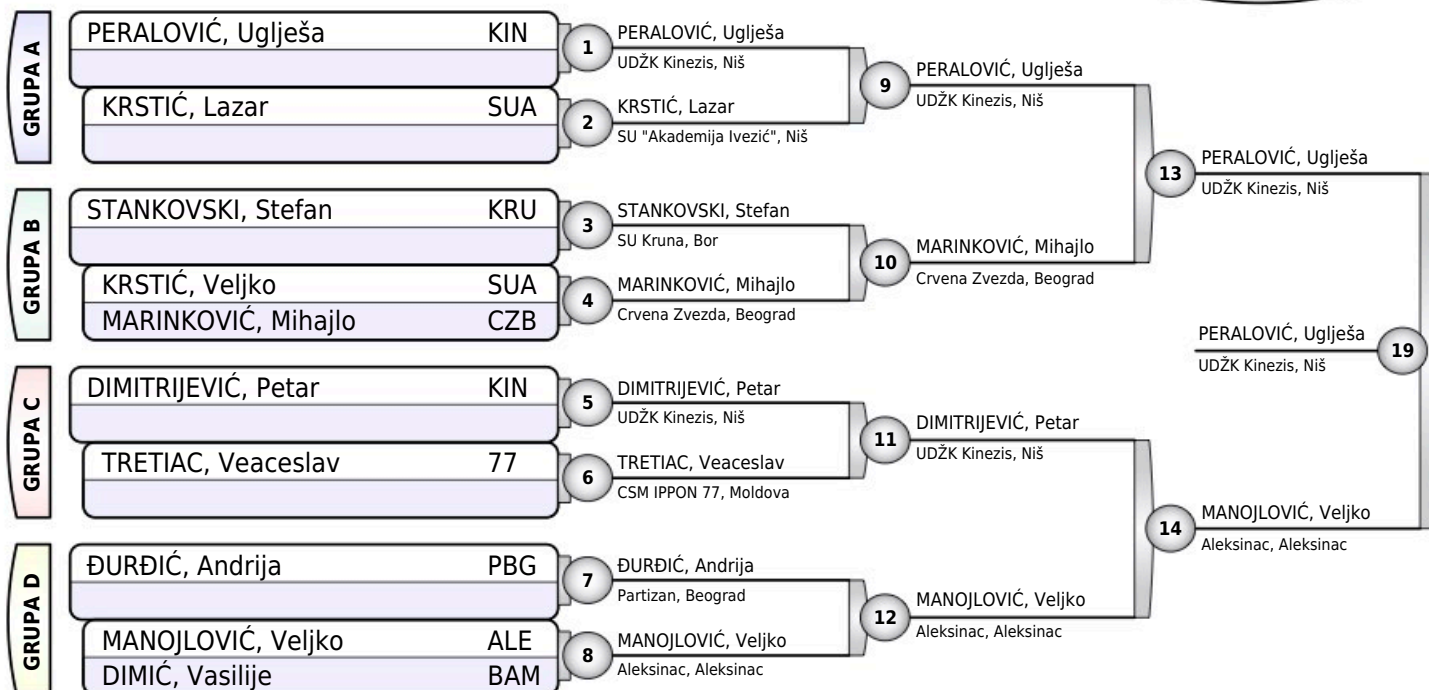 GRUPA A
PERALOVIĆ, Uglješa KIN
KRSTIĆ, Lazar SUA
1
PERALOVIĆ, Uglješa
UDŽK Kinezis, Niš
2
KRSTIĆ, Lazar
SU "Akademija Ivezić", Niš
9
PERALOVIĆ, Uglješa
UDŽK Kinezis, Niš
GRUPA B
STANKOVSKI, Stefan KRU
KRSTIĆ, Veljko SUA
MARINKOVIĆ, Mihajlo CZB
3
STANKOVSKI, Stefan
SU Kruna, Bor
4
MARINKOVIĆ, Mihajlo
Crvena Zvezda, Beograd
10
MARINKOVIĆ, Mihajlo
Crvena Zvezda, Beograd
13
PERALOVIĆ, Uglješa
UDŽK Kinezis, Niš
PERALOVIĆ, Uglješa
UDŽK Kinezis, Niš
19
GRUPA C
DIMITRIJEVIĆ, Petar KIN
TRETIAC, Veaceslav 77
5
DIMITRIJEVIĆ, Petar
UDŽK Kinezis, Niš
6
TRETIAC, Veaceslav
CSM IPPON 77, Moldova
11
DIMITRIJEVIĆ, Petar
UDŽK Kinezis, Niš
GRUPA D
ĐURĐIĆ, Andrija PBG
MANOJLOVIĆ, Veljko ALE
DIMIĆ, Vasilije BAM
7
ĐURĐIĆ, Andrija
Partizan, Beograd
8
MANOJLOVIĆ, Veljko
Aleksinac, Aleksinac
12
MANOJLOVIĆ, Veljko
Aleksinac, Aleksinac
14
MANOJLOVIĆ, Veljko
Aleksinac, Aleksinac